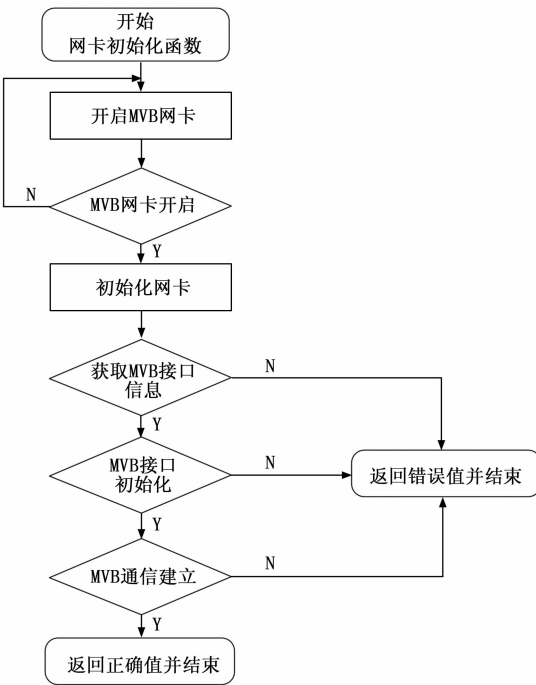 开始
网卡初始化函数
开启MVB网卡
N
MVB网卡开启
Y
初始化网卡
获取MVB接口
信息
N
Y
MVB接口
初始化
N
返回错误值并结束
Y
MVB通信建立
N
Y
返回正确值并结束